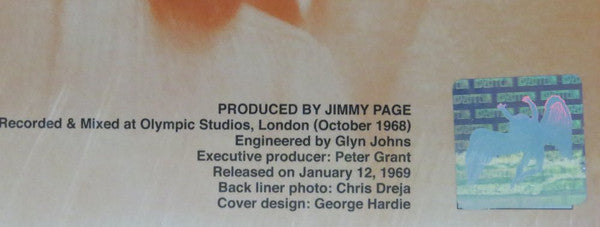 PRODUCED BY JIMMY PAGE
Recorded & Mixed at Olympic Studios, London (October 1968)
Engineered by Glyn Johns
Executive producer: Peter Grant
Released on January 12, 1969
Back liner photo: Chris Dreja
Cover design: George Hardie